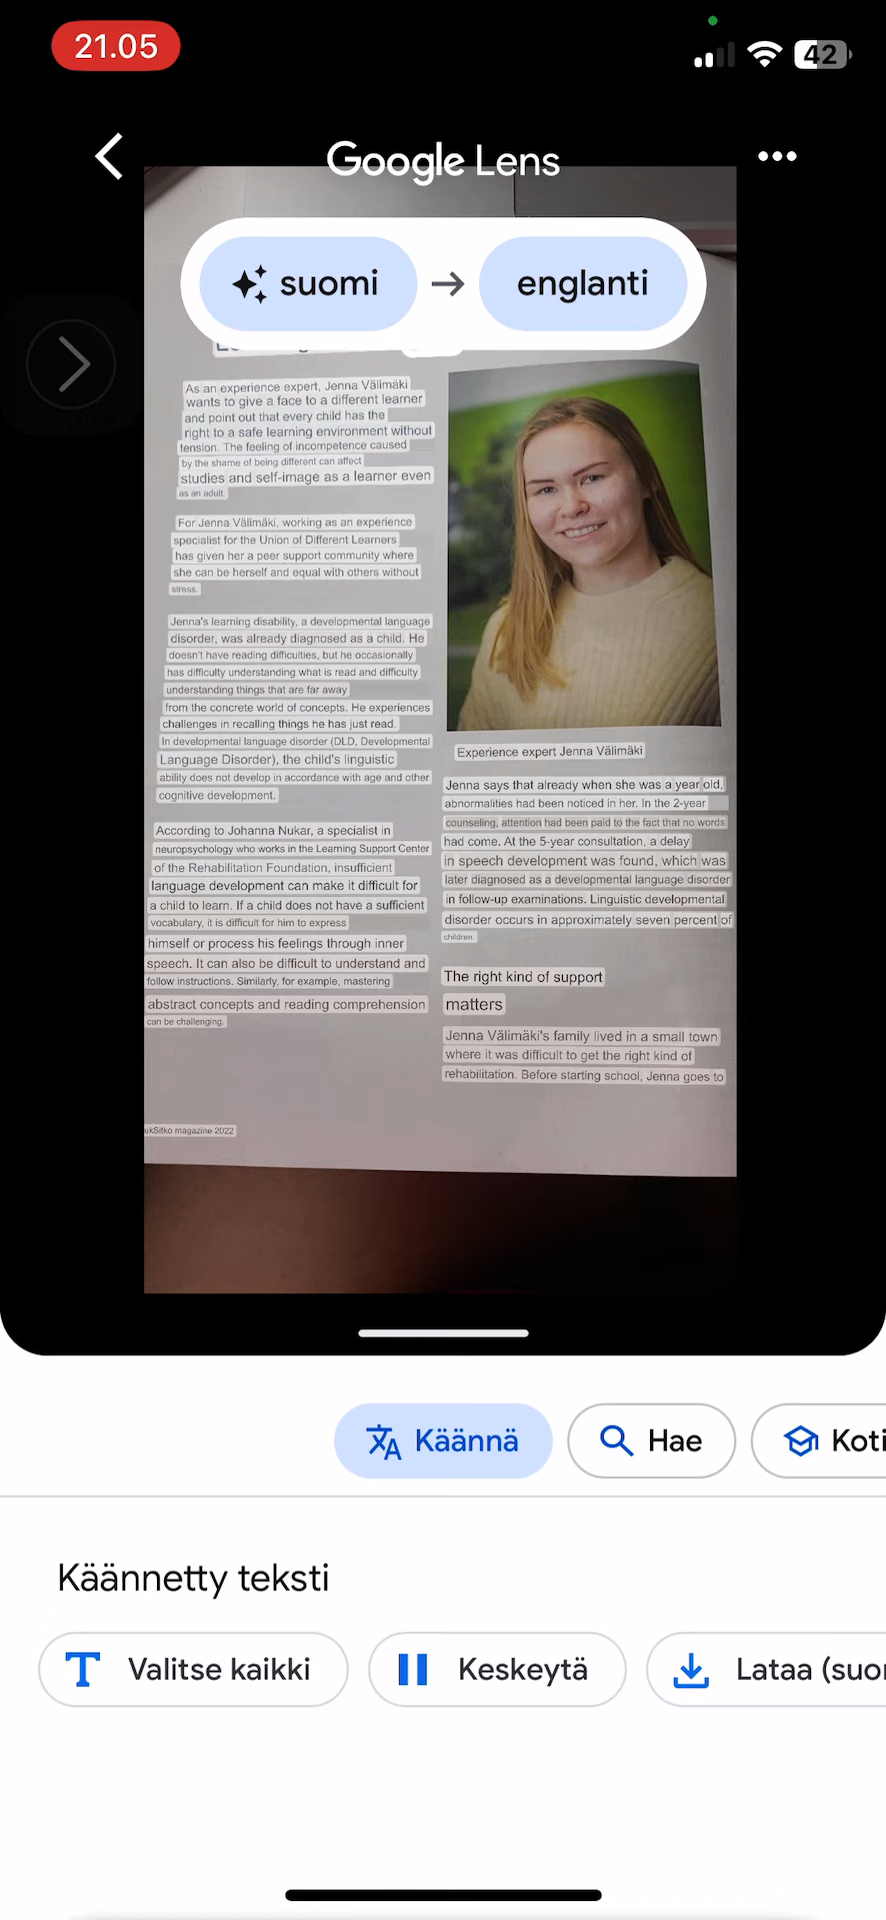 21.05
42
Google Lens
suomi → englanti
As an experience expert, Jenna Välimäki
wants to give a face to a different learner
and point out that every child has the
right to a safe learning environment without
tension. The feeling of incompetence caused
by the shame of being different can affect
studies and self-image as a learner even
as an adult.
For Jenna Välimäki, working as an experience
specialist for the Union of Different Learners
has given her a peer support community where
she can be herself and equal with others without
stress.
Jenna's learning disability, a developmental language
disorder, was already diagnosed as a child. He
doesn't have reading difficulties, but he occasionally
has difficulty understanding what is read and difficulty
understanding things that are far away
from the concrete world of concepts. He experiences
challenges in recalling things he has just read.
In developmental language disorder (DLD, Developmental
Language Disorder), the child's linguistic
ability does not develop in accordance with age and other
cognitive development.
According to Johanna Nukar, a specialist in
neuropsychology who works in the Learning Support Center
of the Rehabilitation Foundation, insufficient
language development can make it difficult for
a child to learn. If a child does not have a sufficient
vocabulary, it is difficult for him to express
himself or process his feelings through inner
speech. It can also be difficult to understand and
follow instructions. Similarly, for example, mastering
abstract concepts and reading comprehension
can be challenging.
ukSitko magazine 2022
Experience expert Jenna Välimäki
Jenna says that already when she was a year old,
abnormalities had been noticed in her. In the 2-year
counseling, attention had been paid to the fact that no words
had come. At the 5-year consultation, a delay
in speech development was found, which was
later diagnosed as a developmental language disorder
in follow-up examinations. Linguistic developmental
disorder occurs in approximately seven percent of
children.
The right kind of support
matters
Jenna Välimäki's family lived in a small town
where it was difficult to get the right kind of
rehabilitation. Before starting school, Jenna goes to
Käännä
Hae
Koti
Käännetty teksti
Valitse kaikki
Keskeytä
Lataa (suo